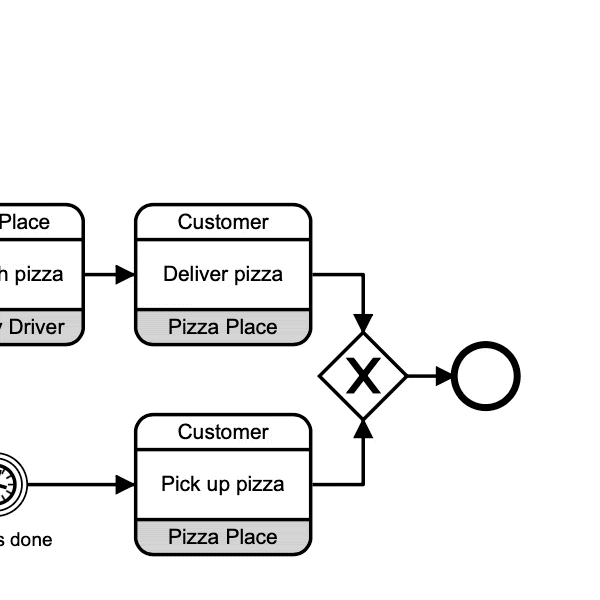 Place
Customer
h pizza
Deliver pizza
Driver
Pizza Place
X
Customer
Pick up pizza
s done
Pizza Place